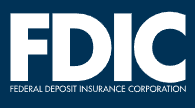 FDIC
FEDERAL DEPOSIT INSURANCE CORPORATION